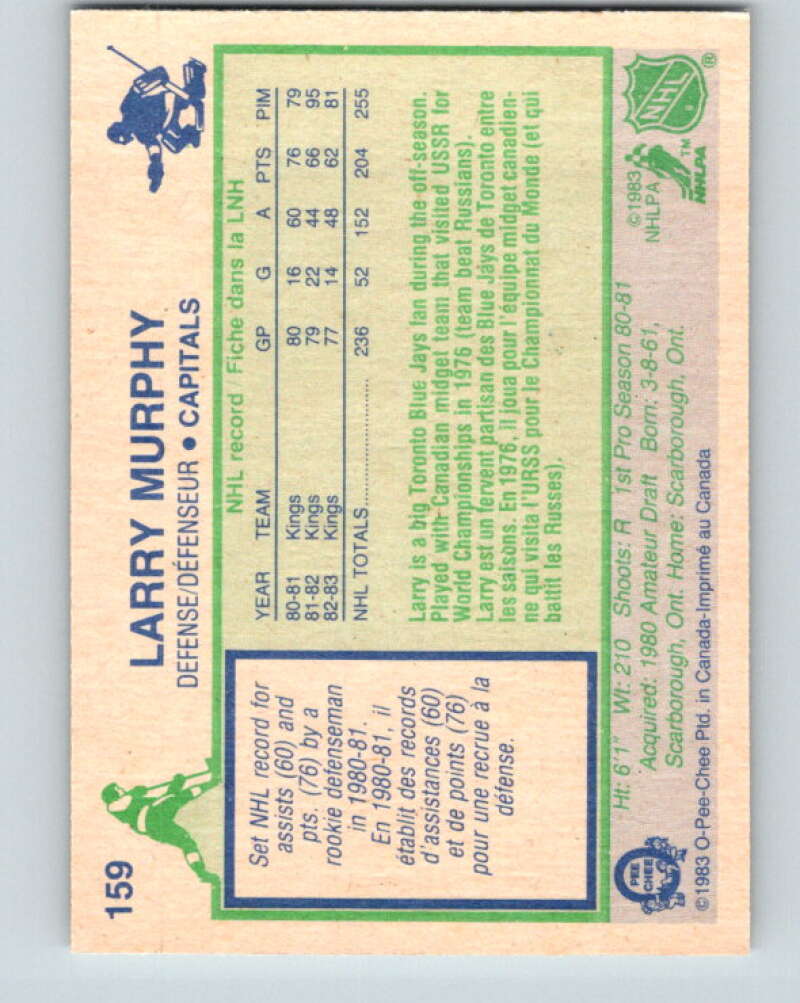 159
LARRY MURPHY
DEFENSE/DÉFENSEUR • CAPITALS
Set NHL record for
assists (60) and
pts. (76) by a
rookie defenseman
in 1980-81.
En 1980-81, il
établit des records
d'assistances (60)
et de points (76)
pour une recrue à la
défense.
NHL record / Fiche dans la LNH
YEAR TEAM GP G A PTS PIM
80-81 Kings 80 16 60 76 79
81-82 Kings 79 22 44 66 95
82-83 Kings 77 14 48 62 81
NHL TOTALS 236 52 152 204 255
Larry is a big Toronto Blue Jays fan during the off-season.
Played with Canadian midget team that visited USSR for
World Championships in 1976 (team beat Russians).
Larry est un fervent partisan des Blue Jays de Toronto entre
les saisons. En 1976, il joua pour l'équipe midget canadien-
ne qui visita l'URSS pour le Championnat du Monde (et qui
battit les Russes).
Ht: 6'1" Wt: 210 Shoots: R 1st Pro Season 80-81
Acquired: 1980 Amateur Draft Born: 3-8-61,
Scarborough, Ont. Home: Scarborough, Ont.
©1983 O-Pee-Chee Ptd. in Canada-Imprimé au Canada
O
PEE
CHEE
©1983
NHLPA
TM
NHLPA
NHL
®